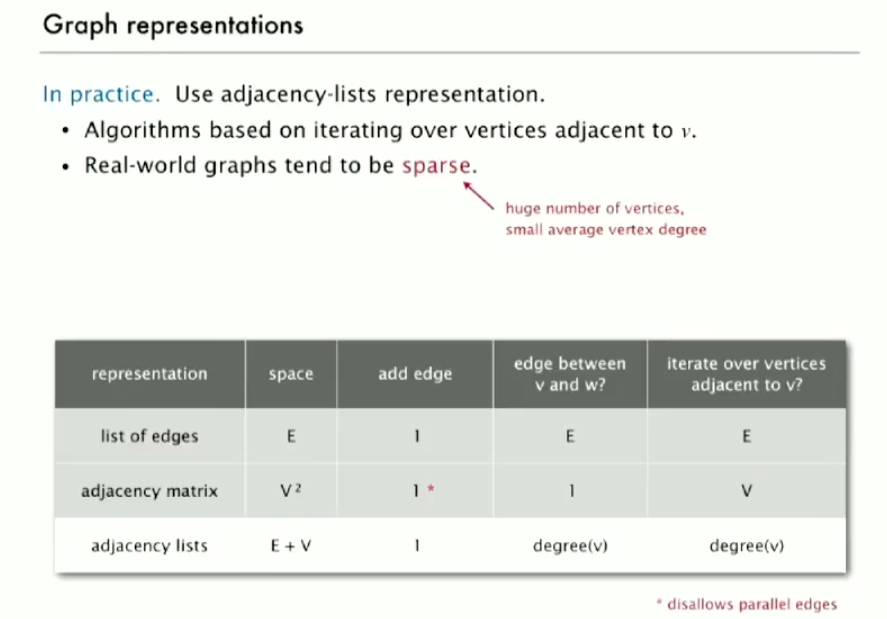 Graph representations
In practice. Use adjacency-lists representation.
• Algorithms based on iterating over vertices adjacent to v.
• Real-world graphs tend to be sparse.
huge number of vertices,
small average vertex degree
representation space add edge edge between v and w? iterate over vertices adjacent to v?
list of edges E 1 E E
adjacency matrix V² 1 * 1 V
adjacency lists E + V 1 degree(v) degree(v)
* disallows parallel edges